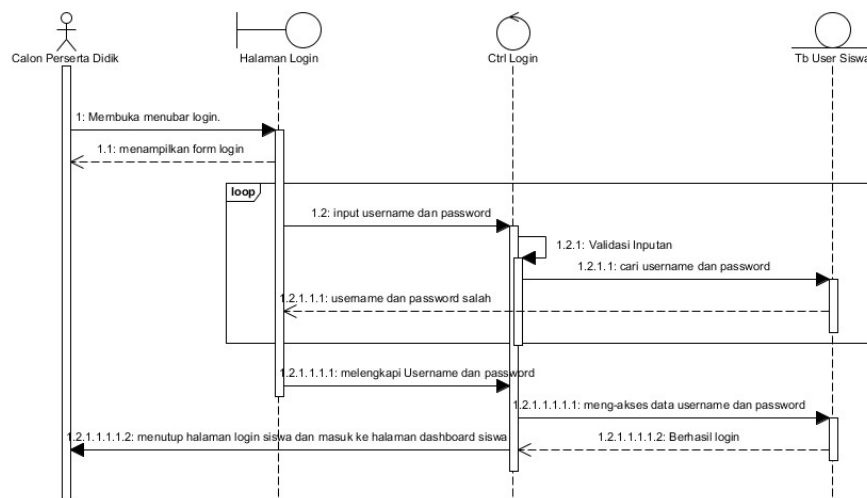 Calon Perserta Didik
Halaman Login
Ctrl Login
Tb User Siswa
1: Membuka menubar login.
1.1: menampilkan form login
loop
1.2: input username dan password
1.2.1: Validasi Inputan
1.2.1.1: cari username dan password
1.2.1.1.1: username dan password salah
1.2.1.1.1.1: melengkapi Username dan password
1.2.1.1.1.1.1: meng-akses data username dan password
1.2.1.1.1.1.2: menutup halaman login siswa dan masuk ke halaman dashboard siswa
1.2.1.1.1.1.2: Berhasil login